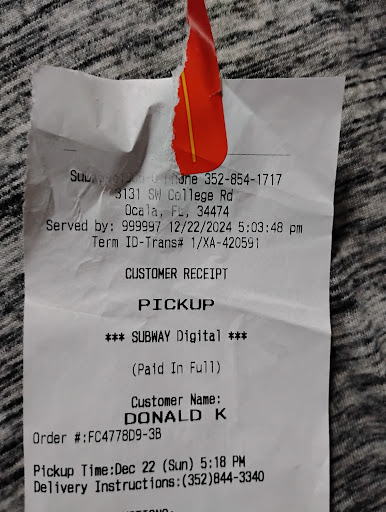 Phone 352-854-1717
3131 SW College Rd
Ocala, FL, 34474
Served by: 999997 12/22/2024 5:03:48 pm
Term ID-Trans# 1/XA-420591
CUSTOMER RECEIPT
PICKUP
*** SUBWAY Digital ***
(Paid In Full)
Customer Name:
DONALD K
Order #:FC4778D9-3B
Pickup Time:Dec 22 (Sun) 5:18 PM
Delivery Instructions:(352)844-3340